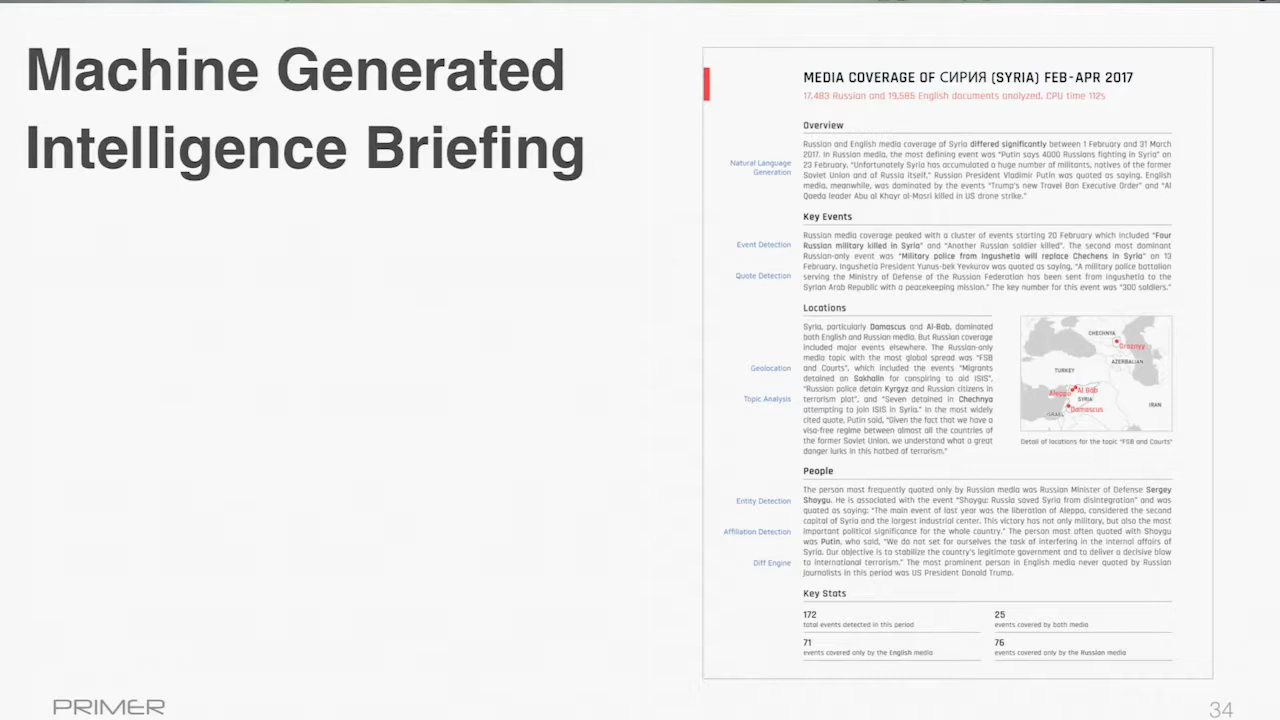 Machine Generated
Intelligence Briefing
MEDIA COVERAGE OF СИРИЯ (SYRIA) FEB-APR 2017
17,483 Russian and 19,585 English documents analyzed, CPU time 112s
Overview
Natural Language
Generation
Russian and English media coverage of Syria differed significantly between 1 February and 31 March
2017. In Russian media, the most defining event was “Putin says 4000 Russians fighting in Syria” on
23 February. “Unfortunately Syria has accumulated a huge number of militants, natives of the former
Soviet Union and of Russia itself,” Russian President Vladimir Putin was quoted as saying. English
media, meanwhile, was dominated by the events “Trump's new Travel Ban Executive Order” and “Al
Qaeda leader Abu al Khayr al-Masri killed in US drone strike.”
Key Events
Event Detection
Quote Detection
Russian media coverage peaked with a cluster of events starting 20 February which included “Four
Russian military killed in Syria” and “Another Russian soldier killed”. The second most dominant
Russian-only event was “Military police from Ingushetia will replace Chechens in Syria” on 13
February. Ingushetia President Yunus-bek Yevkurov was quoted as saying, “A military police battalion
serving the Ministry of Defense of the Russian Federation has been sent from Ingushetia to the
Syrian Arab Republic with a peacekeeping mission.” The key number for this event was “300 soldiers.”
Locations
Geolocation
Topic Analysis
Syria, particularly Damascus and Al-Bab, dominated
both English and Russian media. But Russian coverage
included major events elsewhere. The Russian-only
media topic with the most global spread was “FSB
and Courts”, which included the events “Migrants
detained on Sakhalin for conspiring to aid ISIS”,
“Russian police detain Kyrgyz and Russian citizens in
terrorism plot”, and “Seven detained in Chechnya
attempting to join ISIS in Syria.” In the most widely
cited quote, Putin said, “Given the fact that we have a
visa-free regime between almost all the countries of
the former Soviet Union, we understand what a great
danger lurks in this hotbed of terrorism.”
CHECHNYA
Groznyy
AZERBAIJAN
TURKEY
Aleppo
Al Bab
SYRIA
Damascus
ISRAEL
IRAN
Detail of locations for the topic “FSB and Courts”
People
Entity Detection
Affiliation Detection
Diff Engine
The person most frequently quoted only by Russian media was Russian Minister of Defense Sergey
Shoygu. He is associated with the event “Shoygu: Russia saved Syria from disintegration” and was
quoted as saying: “The main event of last year was the liberation of Aleppo, considered the second
capital of Syria and the largest industrial center. This victory has not only military, but also the most
important political significance for the whole country.” The person most often quoted with Shoygu
was Putin, who said, “We do not set for ourselves the task of interfering in the internal affairs of
Syria. Our objective is to stabilize the country's legitimate government and to deliver a decisive blow
to international terrorism.” The most prominent person in English media never quoted by Russian
journalists in this period was US President Donald Trump.
Key Stats
172
total events detected in this period
25
events covered by both media
71
events covered only by the English media
76
events covered only by the Russian media
PRIMER
34